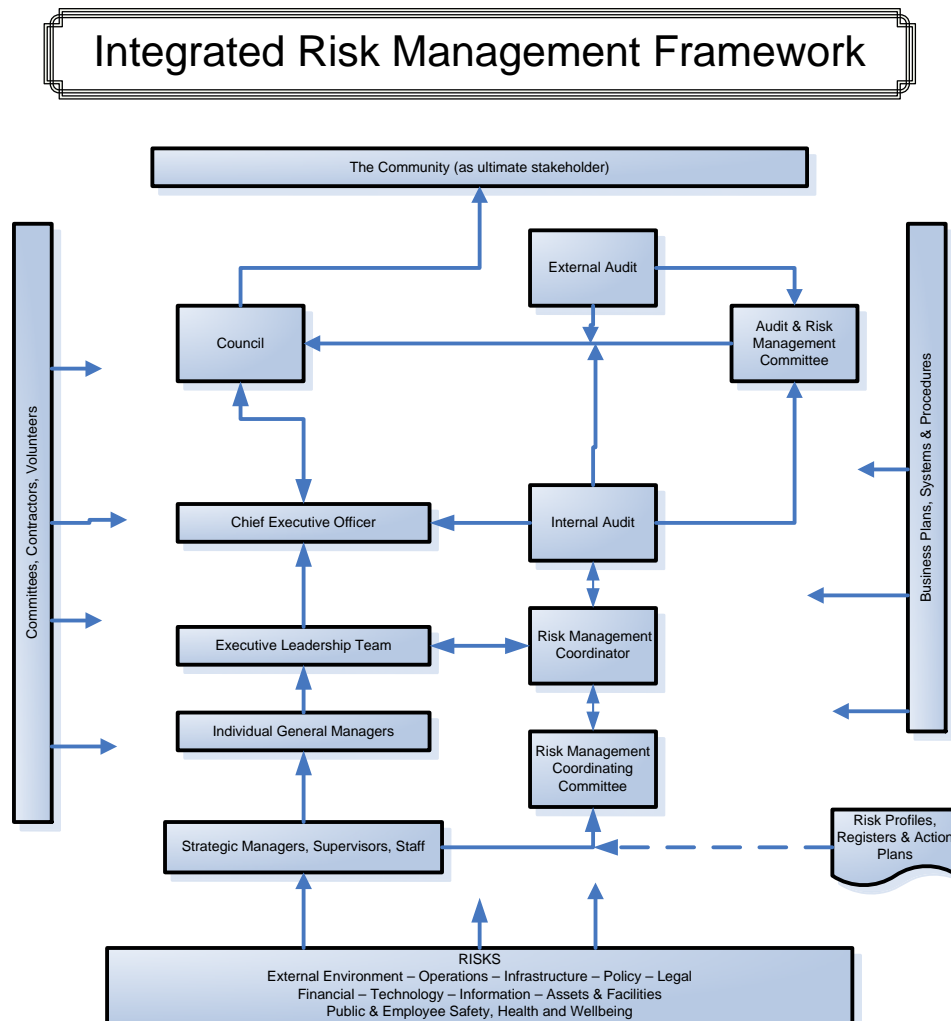 Integrated Risk Management Framework
The Community (as ultimate stakeholder)
External Audit
Council
Audit & Risk
Management
Committee
Committees, Contractors, Volunteers
Business Plans, Systems & Procedures
Chief Executive Officer
Internal Audit
Executive Leadership Team
Risk Management
Coordinator
Individual General Managers
Risk Management
Coordinating
Committee
Strategic Managers, Supervisors, Staff
Risk Profiles,
Registers & Action
Plans
RISKS
External Environment – Operations – Infrastructure – Policy – Legal
Financial – Technology – Information – Assets & Facilities
Public & Employee Safety, Health and Wellbeing